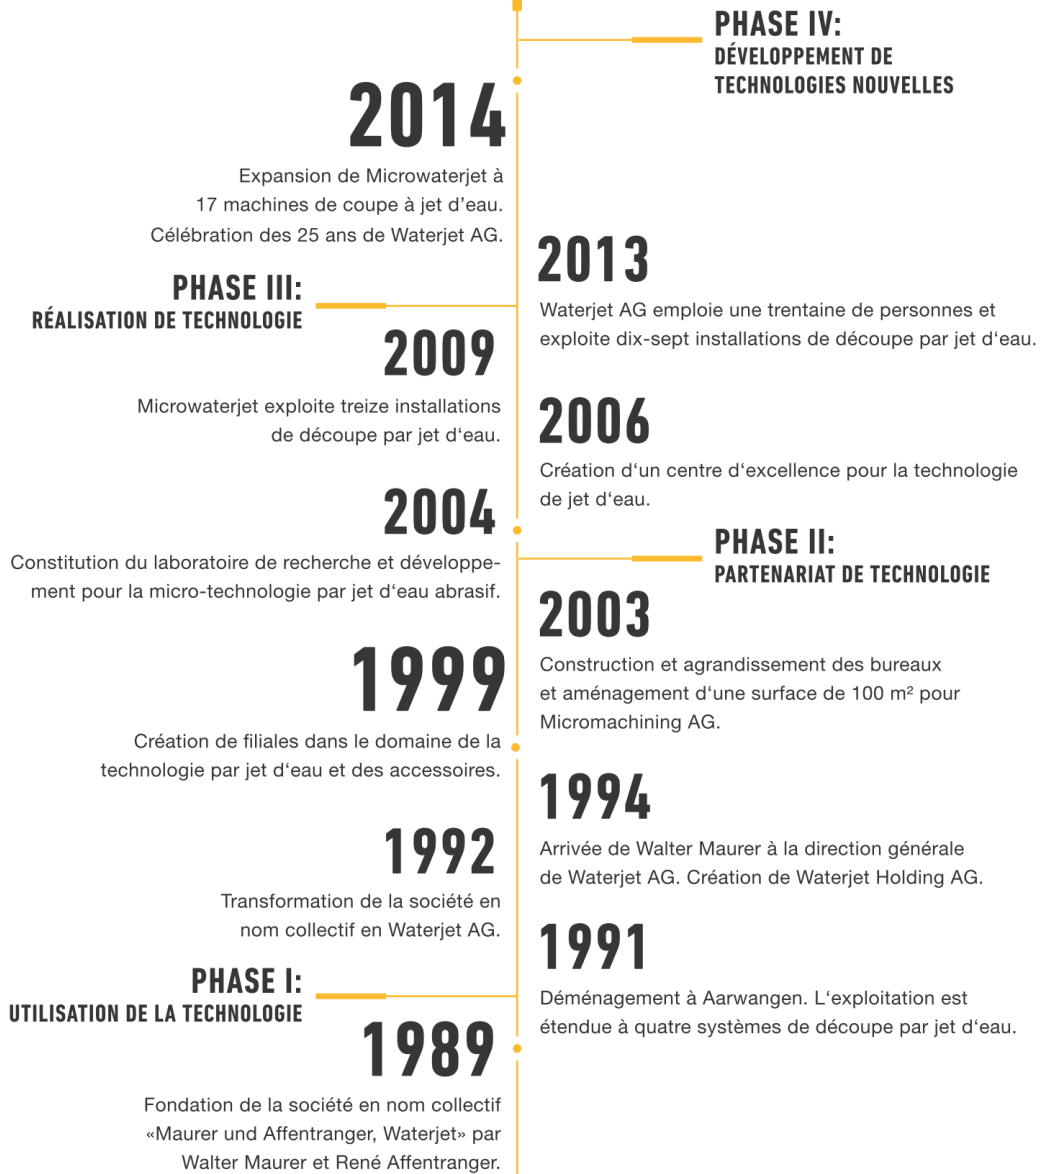 PHASE IV:
DÉVELOPPEMENT DE
TECHNOLOGIES NOUVELLES
2014
Expansion de Microwaterjet à
17 machines de coupe à jet d’eau.
Célébration des 25 ans de Waterjet AG.
2013
Waterjet AG emploie une trentaine de personnes et
exploite dix-sept installations de découpe par jet d‘eau.
PHASE III:
RÉALISATION DE TECHNOLOGIE
2009
Microwaterjet exploite treize installations
de découpe par jet d‘eau.
2006
Création d‘un centre d‘excellence pour la technologie
de jet d‘eau.
2004
Constitution du laboratoire de recherche et développe-
ment pour la micro-technologie par jet d‘eau abrasif.
PHASE II:
PARTENARIAT DE TECHNOLOGIE
2003
Construction et agrandissement des bureaux
et aménagement d‘une surface de 100 m² pour
Micromachining AG.
1999
Création de filiales dans le domaine de la
technologie par jet d‘eau et des accessoires.
1994
Arrivée de Walter Maurer à la direction générale
de Waterjet AG. Création de Waterjet Holding AG.
1992
Transformation de la société en
nom collectif en Waterjet AG.
1991
Déménagement à Aarwangen. L‘exploitation est
étendue à quatre systèmes de découpe par jet d‘eau.
PHASE I:
UTILISATION DE LA TECHNOLOGIE
1989
Fondation de la société en nom collectif
«Maurer und Affentranger, Waterjet» par
Walter Maurer et René Affentranger.